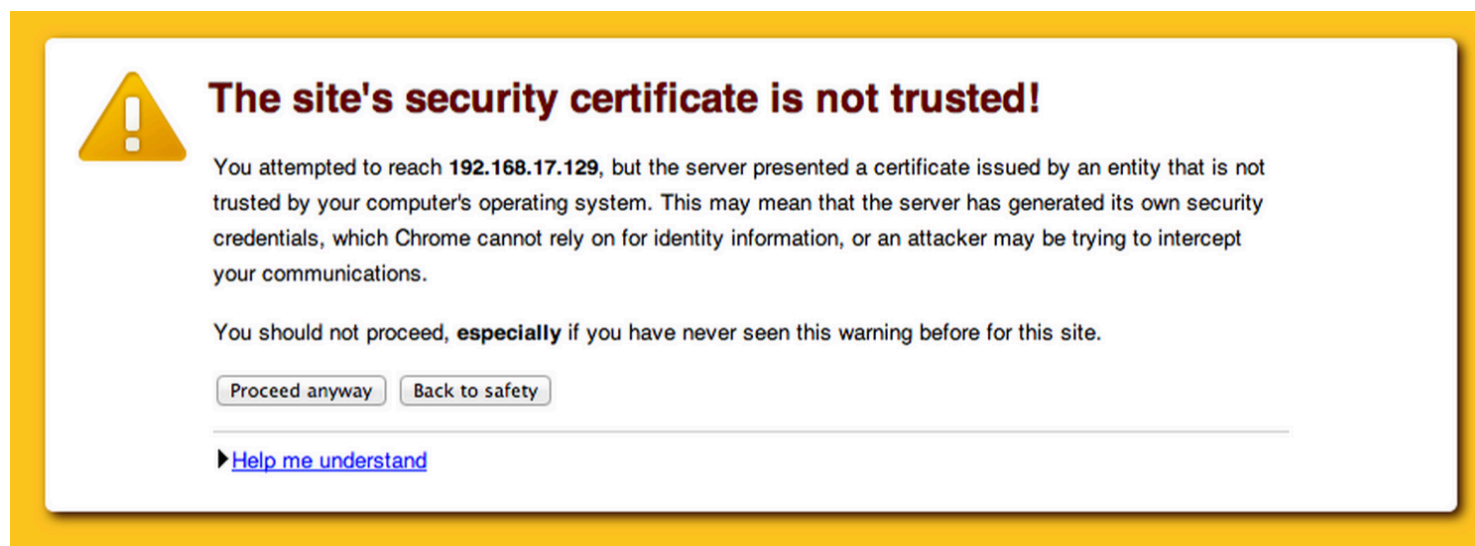 The site's security certificate is not trusted!
You attempted to reach 192.168.17.129, but the server presented a certificate issued by an entity that is not
trusted by your computer's operating system. This may mean that the server has generated its own security
credentials, which Chrome cannot rely on for identity information, or an attacker may be trying to intercept
your communications.
You should not proceed, especially if you have never seen this warning before for this site.
Proceed anyway Back to safety
Help me understand